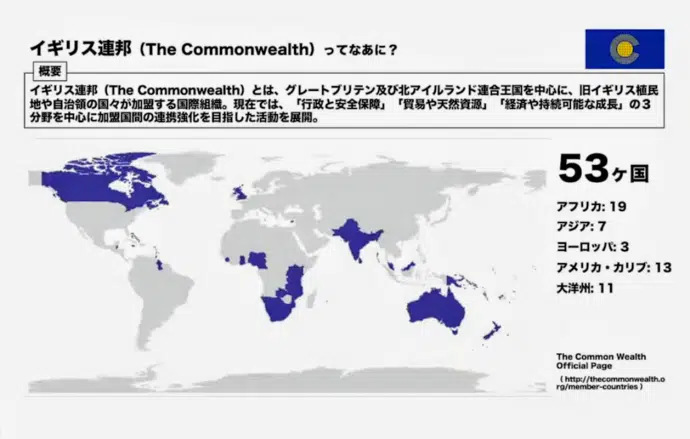 イギリス連邦（The Commonwealth）ってなあに？
概要
イギリス連邦（The Commonwealth）とは、グレートブリテン及び北アイルランド連合王国を中心に、旧イギリス植民
地や自治領の国々が加盟する国際組織。現在では、「行政と安全保障」「貿易や天然資源」「経済や持続可能な成長」の３
分野を中心に加盟国間の連携強化を目指した活動を展開。
53ヶ国
アフリカ: 19
アジア: 7
ヨーロッパ: 3
アメリカ・カリブ: 13
大洋州: 11
The Common Wealth
Official Page
（http://thecommonwealth.o
rg/member-countries）